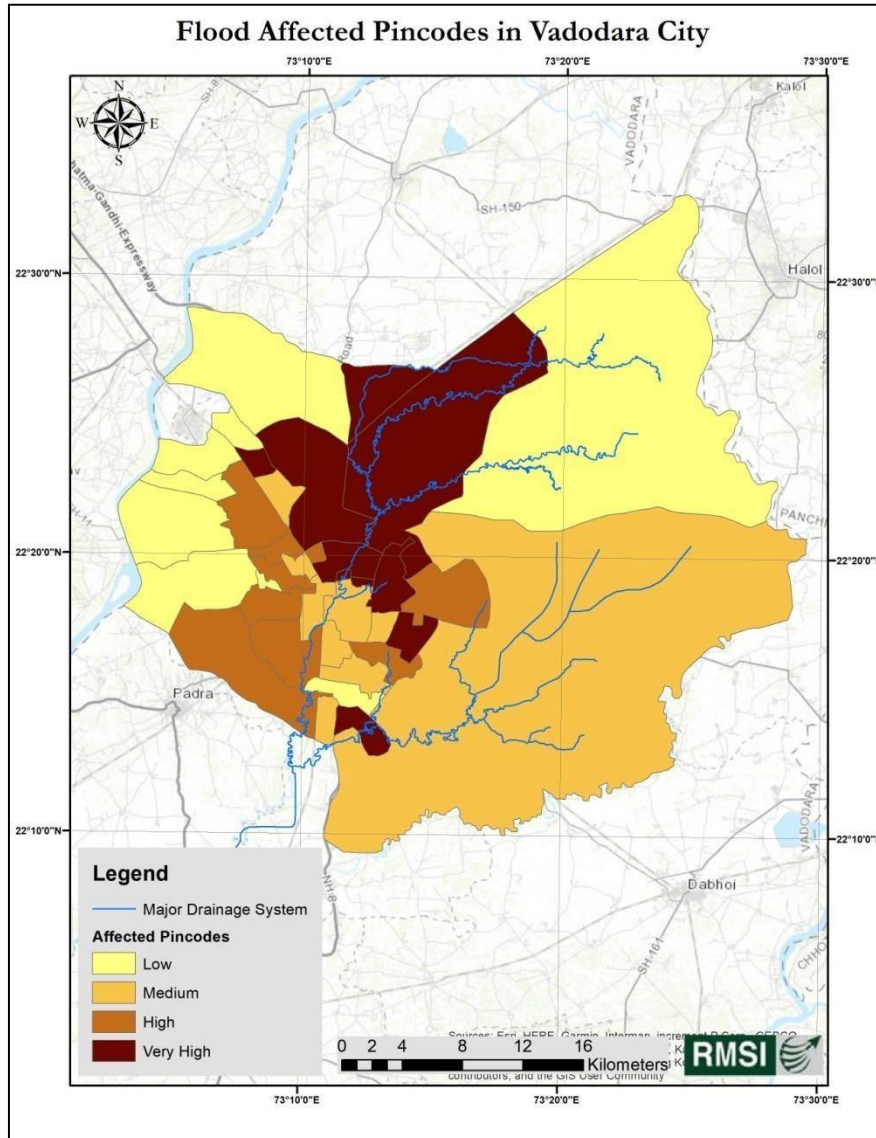 Flood Affected Pincodes in Vadodara City
73°10'0"E
73°20'0"E
73°30'0"E
N
W
E
S
SH-8
Kalol
VADODARA
SH-150
Halol
22°30'0"N
22°30'0"N
Road
PANCH
22°20'0"N
22°20'0"N
Padra
22°10'0"N
22°10'0"N
VADODARA
Dabhoi
NH-8
SH-161
Legend
Major Drainage System
Affected Pincodes
Low
Medium
High
Very High
0 2 4 8 12 16
Kilometers
contributors, and the GIS User Community
RMSI
73°10'0"E
73°20'0"E
73°30'0"E